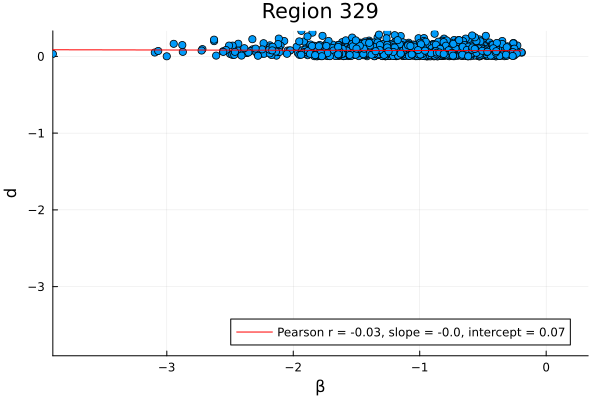 Region 329
d
0
−1
−2
−3
Pearson r = -0.03, slope = -0.0, intercept = 0.07
−3 −2 −1 0
β